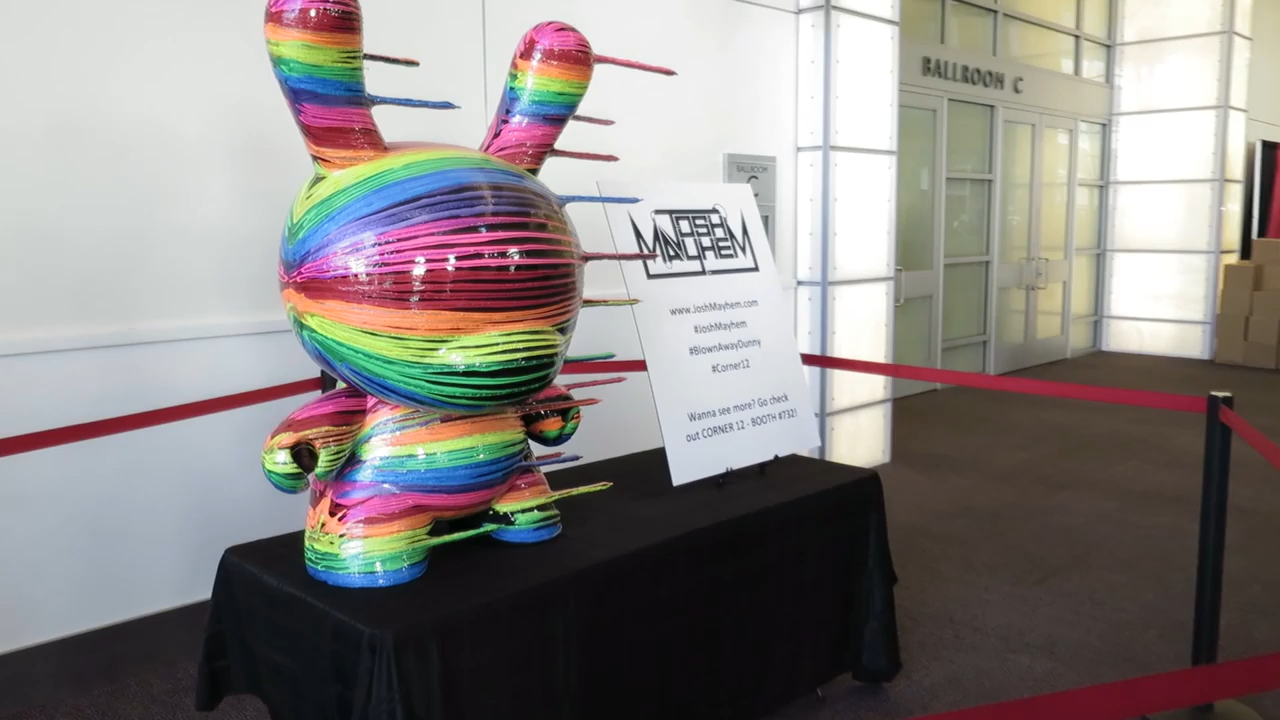 BALLROOM C
BALLROOM
C
JOSH
MAYHEM
www.JoshMayhem.com
#JoshMayhem
#BlownAwayDunny
#Corner12
Wanna see more? Go check
out CORNER 12 - BOOTH #732!